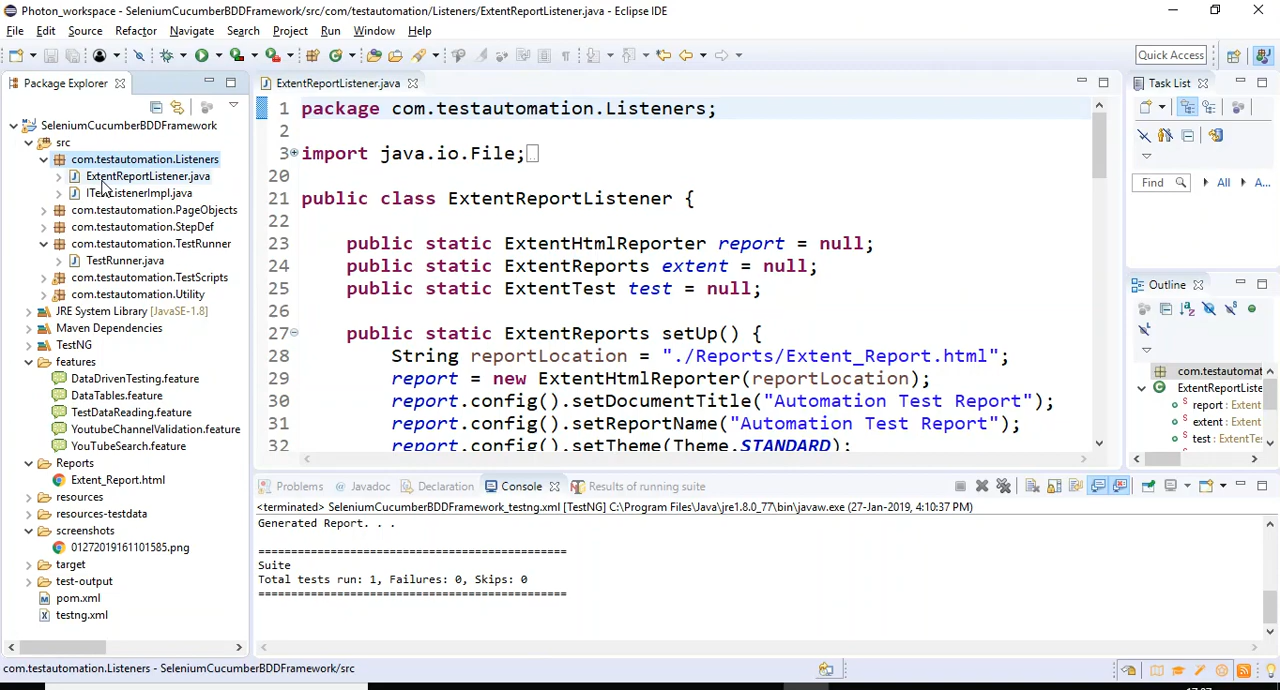 Photon_workspace - SeleniumCucumberBDDFramework/src/com/testautomation/Listeners/ExtentReportListener.java - Eclipse IDE
File Edit Source Refactor Navigate Search Project Run Window Help
Quick Access
Package Explorer
SeleniumCucumberBDDFramework
src
com.testautomation.Listeners
ExtentReportListener.java
ITestListenerImpl.java
com.testautomation.PageObjects
com.testautomation.StepDef
com.testautomation.TestRunner
TestRunner.java
com.testautomation.TestScripts
com.testautomation.Utility
JRE System Library [JavaSE-1.8]
Maven Dependencies
TestNG
features
DataDrivenTesting.feature
DataTables.feature
TestDataReading.feature
YoutubeChannelValidation.feature
YouTubeSearch.feature
Reports
Extent_Report.html
resources
resources-testdata
screenshots
01272019161101585.png
target
test-output
pom.xml
testng.xml
ExtentReportListener.java
1 package com.testautomation.Listeners;
2
3 import java.io.File;
20
21 public class ExtentReportListener {
22
23 public static ExtentHtmlReporter report = null;
24 public static ExtentReports extent = null;
25 public static ExtentTest test = null;
26
27 public static ExtentReports setUp() {
28 String reportLocation = "./Reports/Extent_Report.html";
29 report = new ExtentHtmlReporter(reportLocation);
30 report.config().setDocumentTitle("Automation Test Report");
31 report.config().setReportName("Automation Test Report");
32 report.config().setTheme(Theme.STANDARD);
Task List
Find All A...
Outline
com.testautomat
ExtentReportListe
report : Extent
extent : Extent
test : ExtentTes
Problems Javadoc Declaration Console Results of running suite
<terminated> SeleniumCucumberBDDFramework_testng.xml [TestNG] C:\Program Files\Java\jre1.8.0_77\bin\javaw.exe (27-Jan-2019, 4:10:37 PM)
Generated Report. . .
===============================================
Suite
Total tests run: 1, Failures: 0, Skips: 0
===============================================
com.testautomation.Listeners - SeleniumCucumberBDDFramework/src